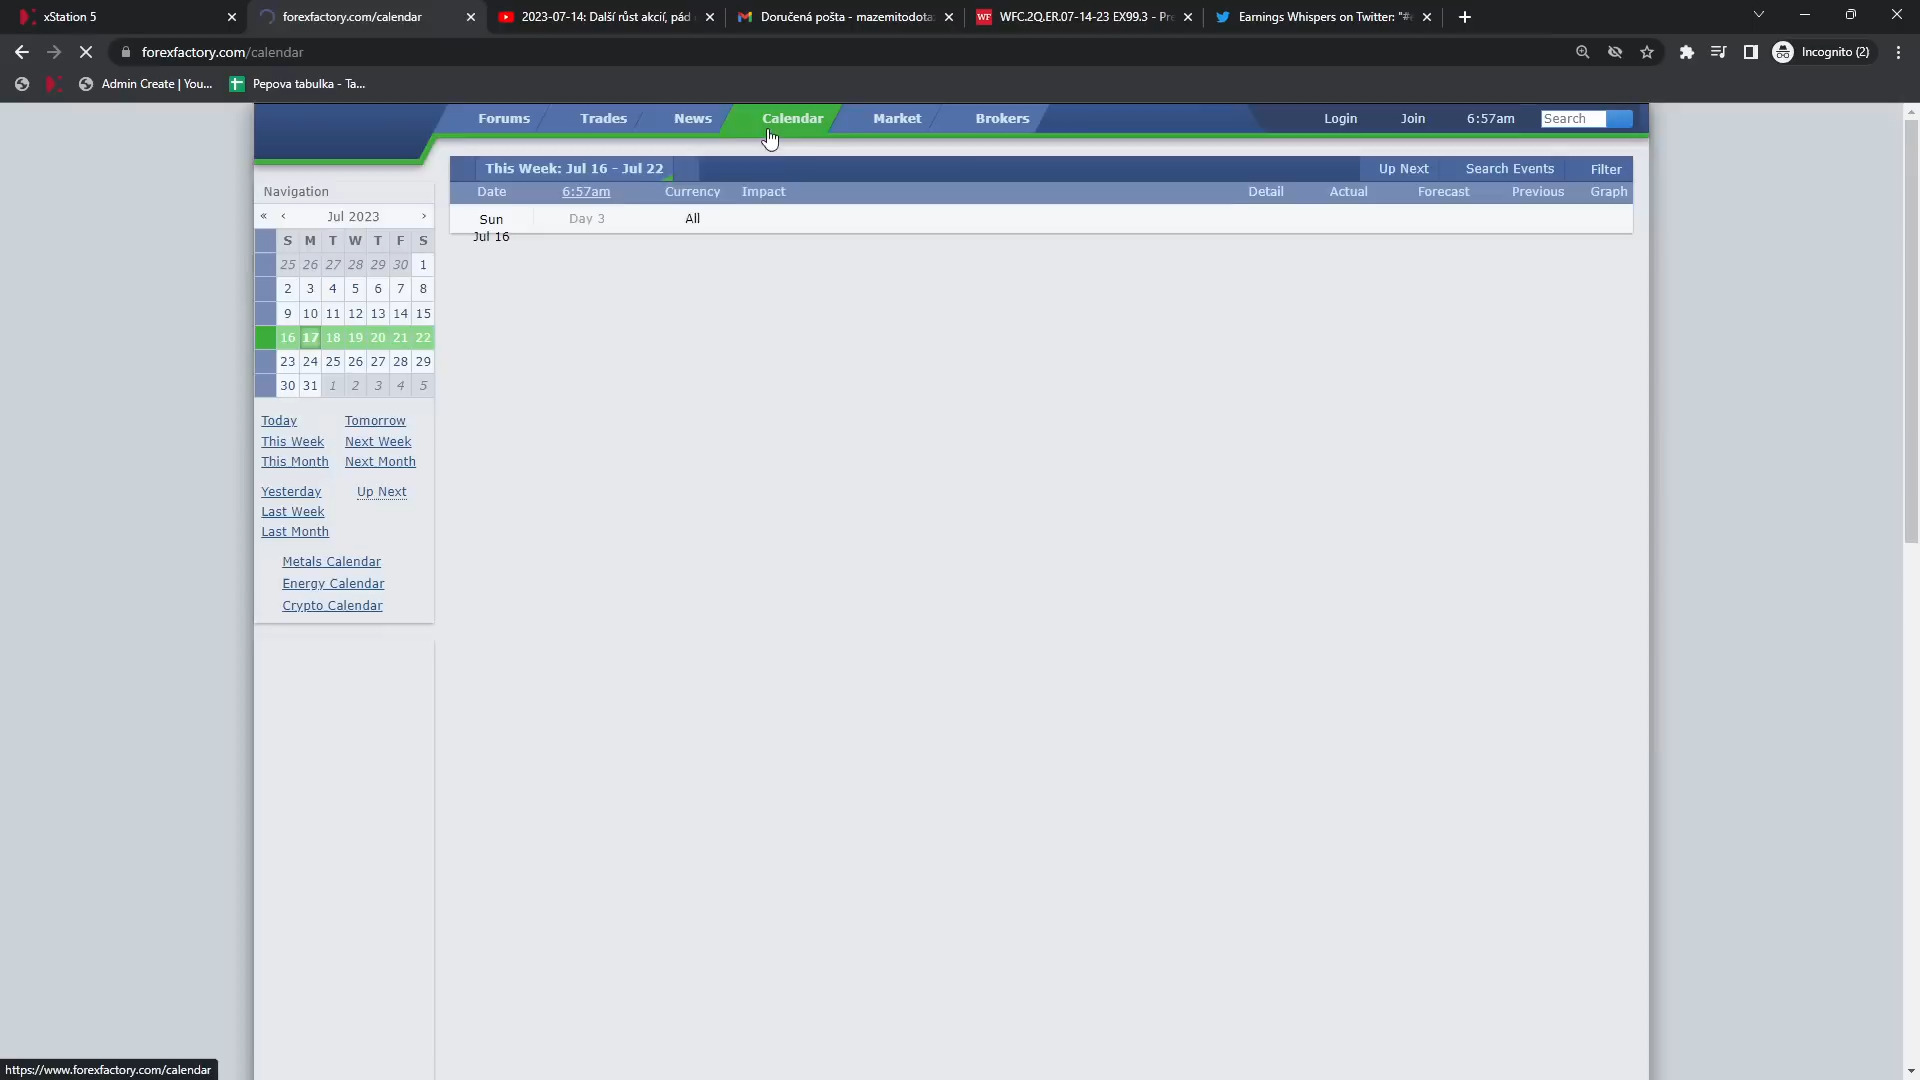 xStation 5
forexfactory.com/calendar
2023-07-14: Další růst akcií, pád
Doručená pošta - mazemitodota
WFC.2Q.ER.07-14-23 EX99.3 - Pre
Earnings Whispers on Twitter: "#e
forexfactory.com/calendar
Incognito (2)
Admin Create | You...
Pepova tabulka - Ta...
Forums
Trades
News
Calendar
Market
Brokers
Login
Join
6:57am
Search
This Week: Jul 16 - Jul 22
Up Next
Search Events
Filter
Date
6:57am
Currency
Impact
Detail
Actual
Forecast
Previous
Graph
Sun
Jul 16
Day 3
All
Navigation
« ‹ Jul 2023 ›
S M T W T F S
25 26 27 28 29 30 1
2 3 4 5 6 7 8
9 10 11 12 13 14 15
16 17 18 19 20 21 22
23 24 25 26 27 28 29
30 31 1 2 3 4 5
Today Tomorrow
This Week Next Week
This Month Next Month
Yesterday Up Next
Last Week
Last Month
Metals Calendar
Energy Calendar
Crypto Calendar
https://www.forexfactory.com/calendar